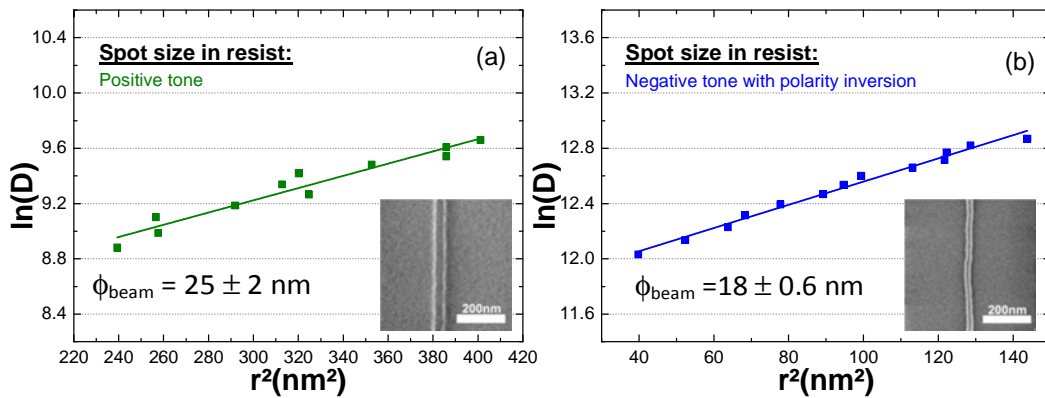 10.4
10.0
9.6
9.2
8.8
8.4
ln(D)
Spot size in resist:
Positive tone
(a)
ϕbeam = 25 ± 2 nm
200nm
220 240 260 280 300 320 340 360 380 400 420
r²(nm²)
13.6
13.2
12.8
12.4
12.0
11.6
ln(D)
Spot size in resist:
Negative tone with polarity inversion
(b)
ϕbeam =18 ± 0.6 nm
200nm
40 60 80 100 120 140
r²(nm²)